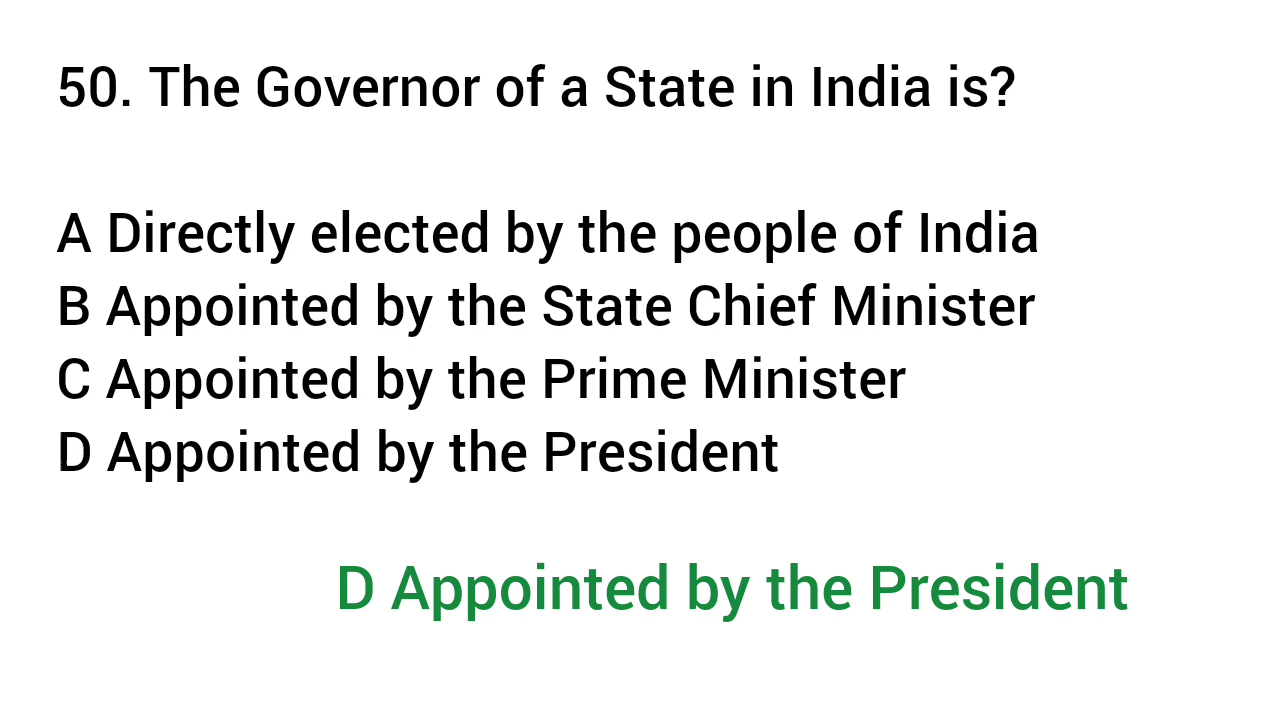 50. The Governor of a State in India is?
A Directly elected by the people of India
B Appointed by the State Chief Minister
C Appointed by the Prime Minister
D Appointed by the President
D Appointed by the President